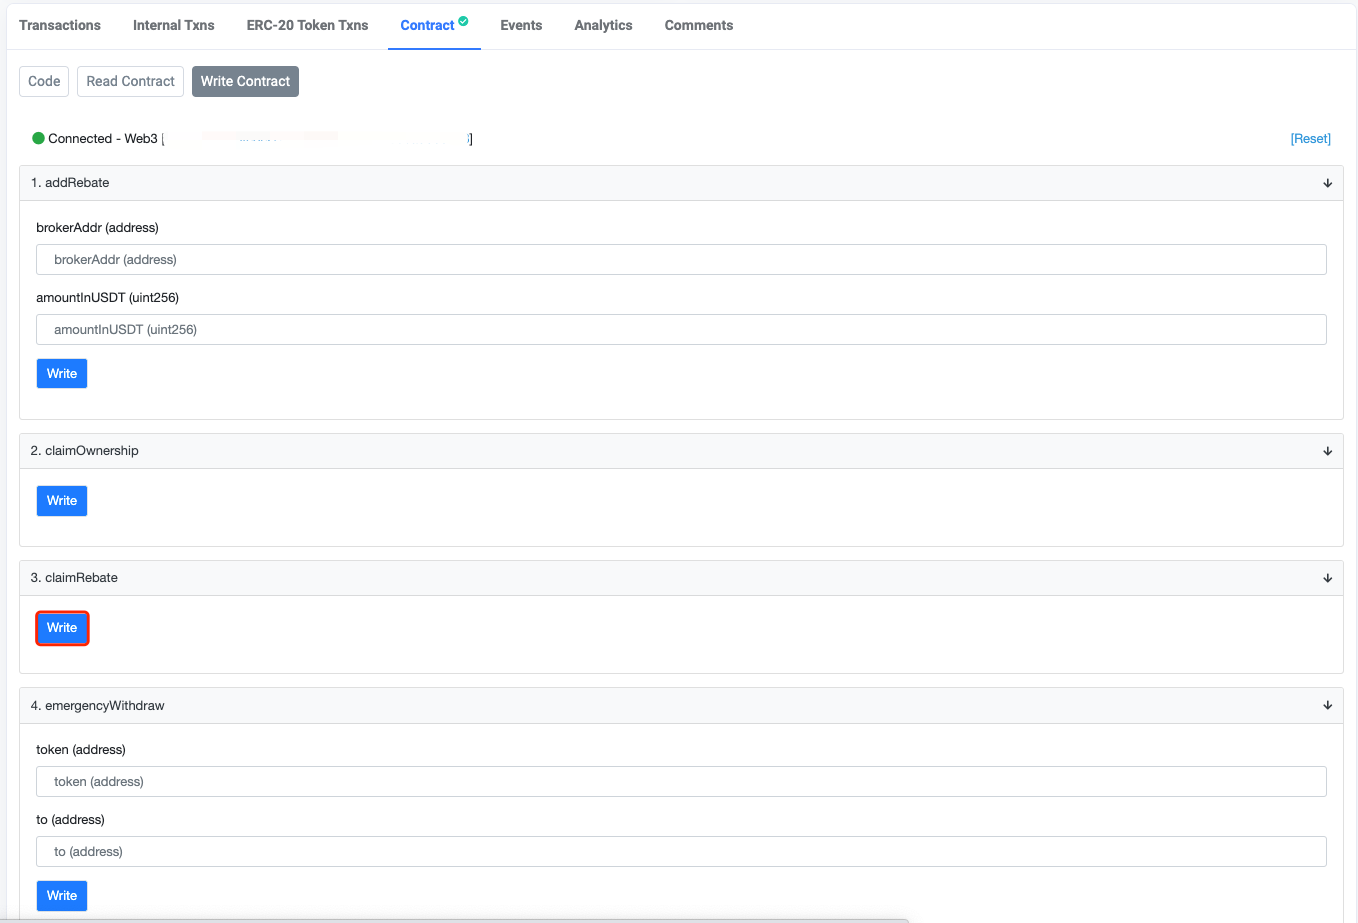 Transactions Internal Txns ERC-20 Token Txns Contract Events Analytics Comments
Code Read Contract Write Contract
Connected - Web3 [ ] [Reset]
1. addRebate
brokerAddr (address)
brokerAddr (address)
amountInUSDT (uint256)
amountInUSDT (uint256)
Write
2. claimOwnership
Write
3. claimRebate
Write
4. emergencyWithdraw
token (address)
token (address)
to (address)
to (address)
Write